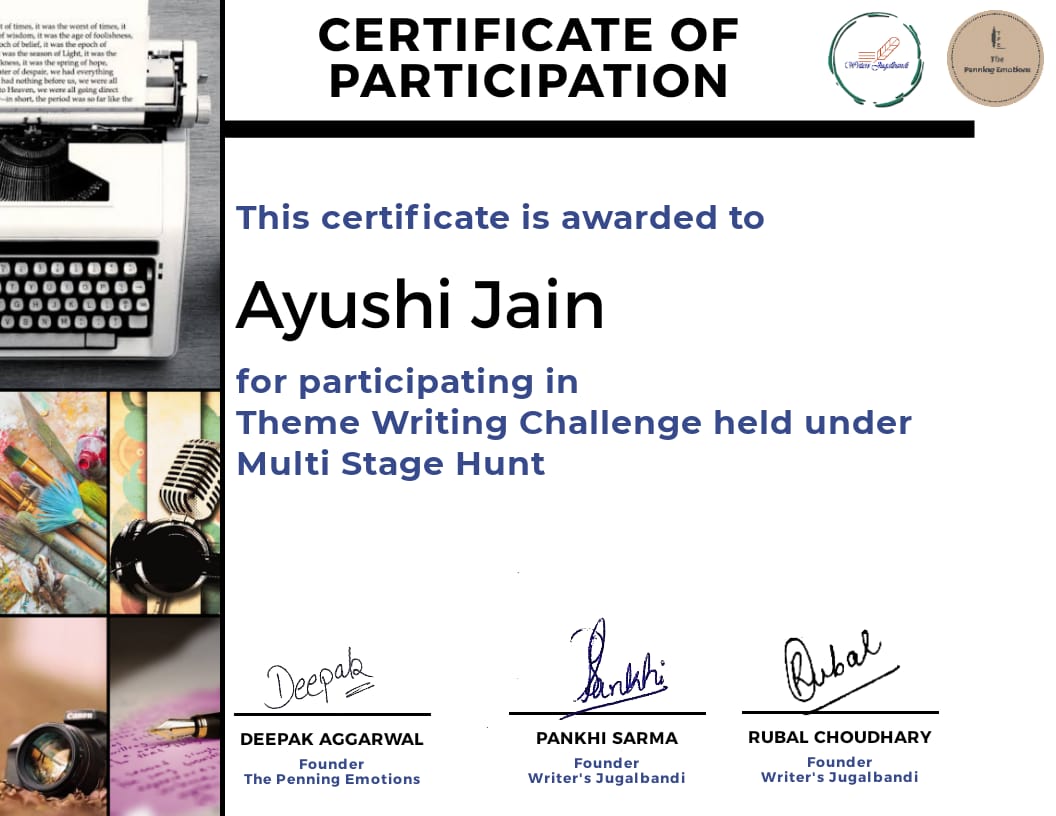 t of times, it was the worst of times, it
of wisdom, it was the age of foolishness,
och of belief, it was the epoch of
was the season of Light, it was the
kness, it was the spring of hope,
nter of despair, we had everything
had nothing before us, we were all
to Heaven, we were all going direct
—in short, the period was so far like the
CERTIFICATE OF
PARTICIPATION
Writers Jugalbandi
TPE
The
Penning Emotions
This certificate is awarded to
Ayushi Jain
for participating in
Theme Writing Challenge held under
Multi Stage Hunt
Canon
Deepak
Pankhi
Rubal
DEEPAK AGGARWAL
Founder
The Penning Emotions
PANKHI SARMA
Founder
Writer's Jugalbandi
RUBAL CHOUDHARY
Founder
Writer's Jugalbandi